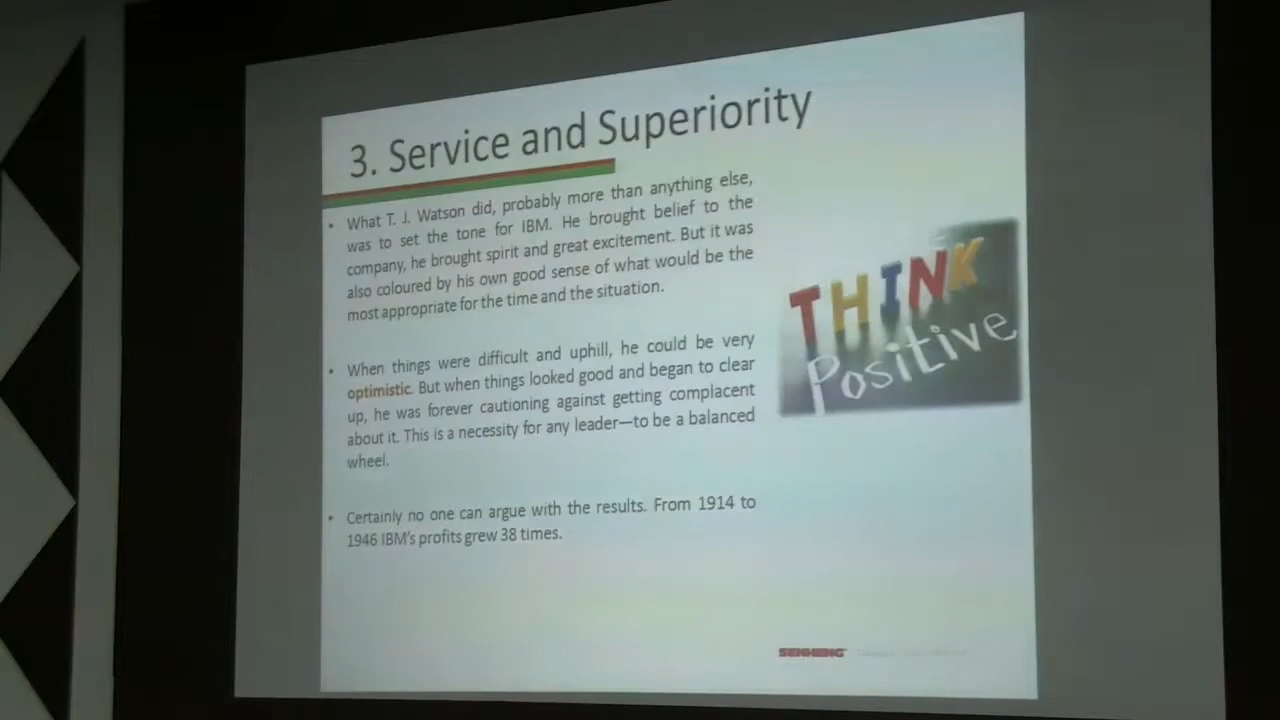 3. Service and Superiority
• What T. J. Watson did, probably more than anything else,
was to set the tone for IBM. He brought belief to the
company, he brought spirit and great excitement. But it was
also coloured by his own good sense of what would be the
most appropriate for the time and the situation.
• When things were difficult and uphill, he could be very
optimistic. But when things looked good and began to clear
up, he was forever cautioning against getting complacent
about it. This is a necessity for any leader—to be a balanced
wheel.
• Certainly no one can argue with the results. From 1914 to
1946 IBM's profits grew 38 times.
THINK
Positive
SENHENG